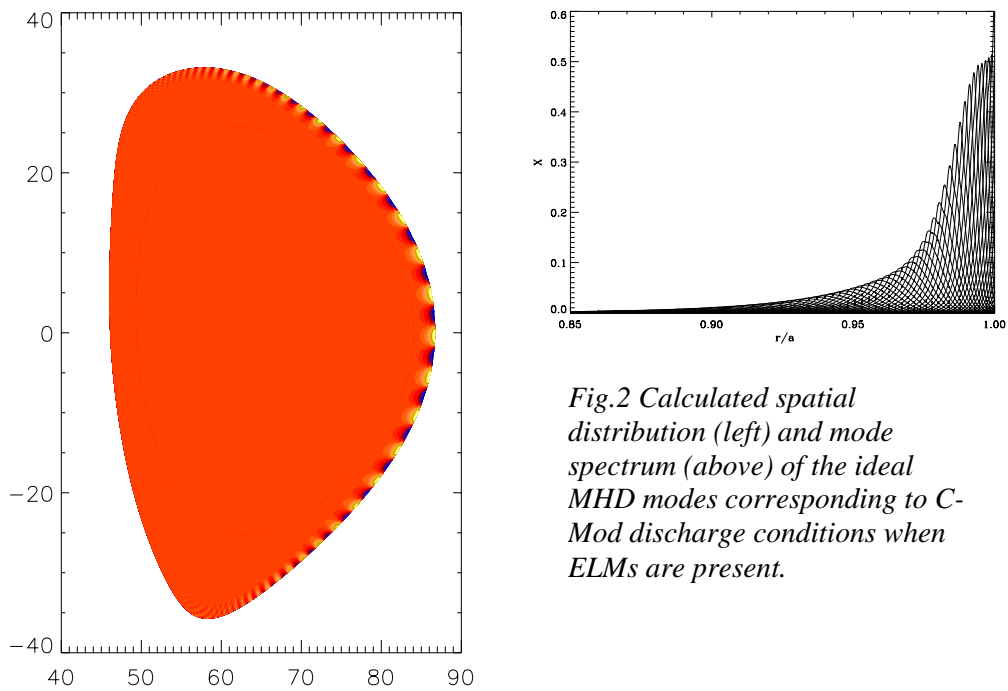 40
20
0
−20
−40
40 50 60 70 80 90
0.6
0.5
0.4
0.3
0.2
0.1
0.0
X
0.85 0.90 0.95 1.00
r/a
Fig.2 Calculated spatial
distribution (left) and mode
spectrum (above) of the ideal
MHD modes corresponding to C-
Mod discharge conditions when
ELMs are present.